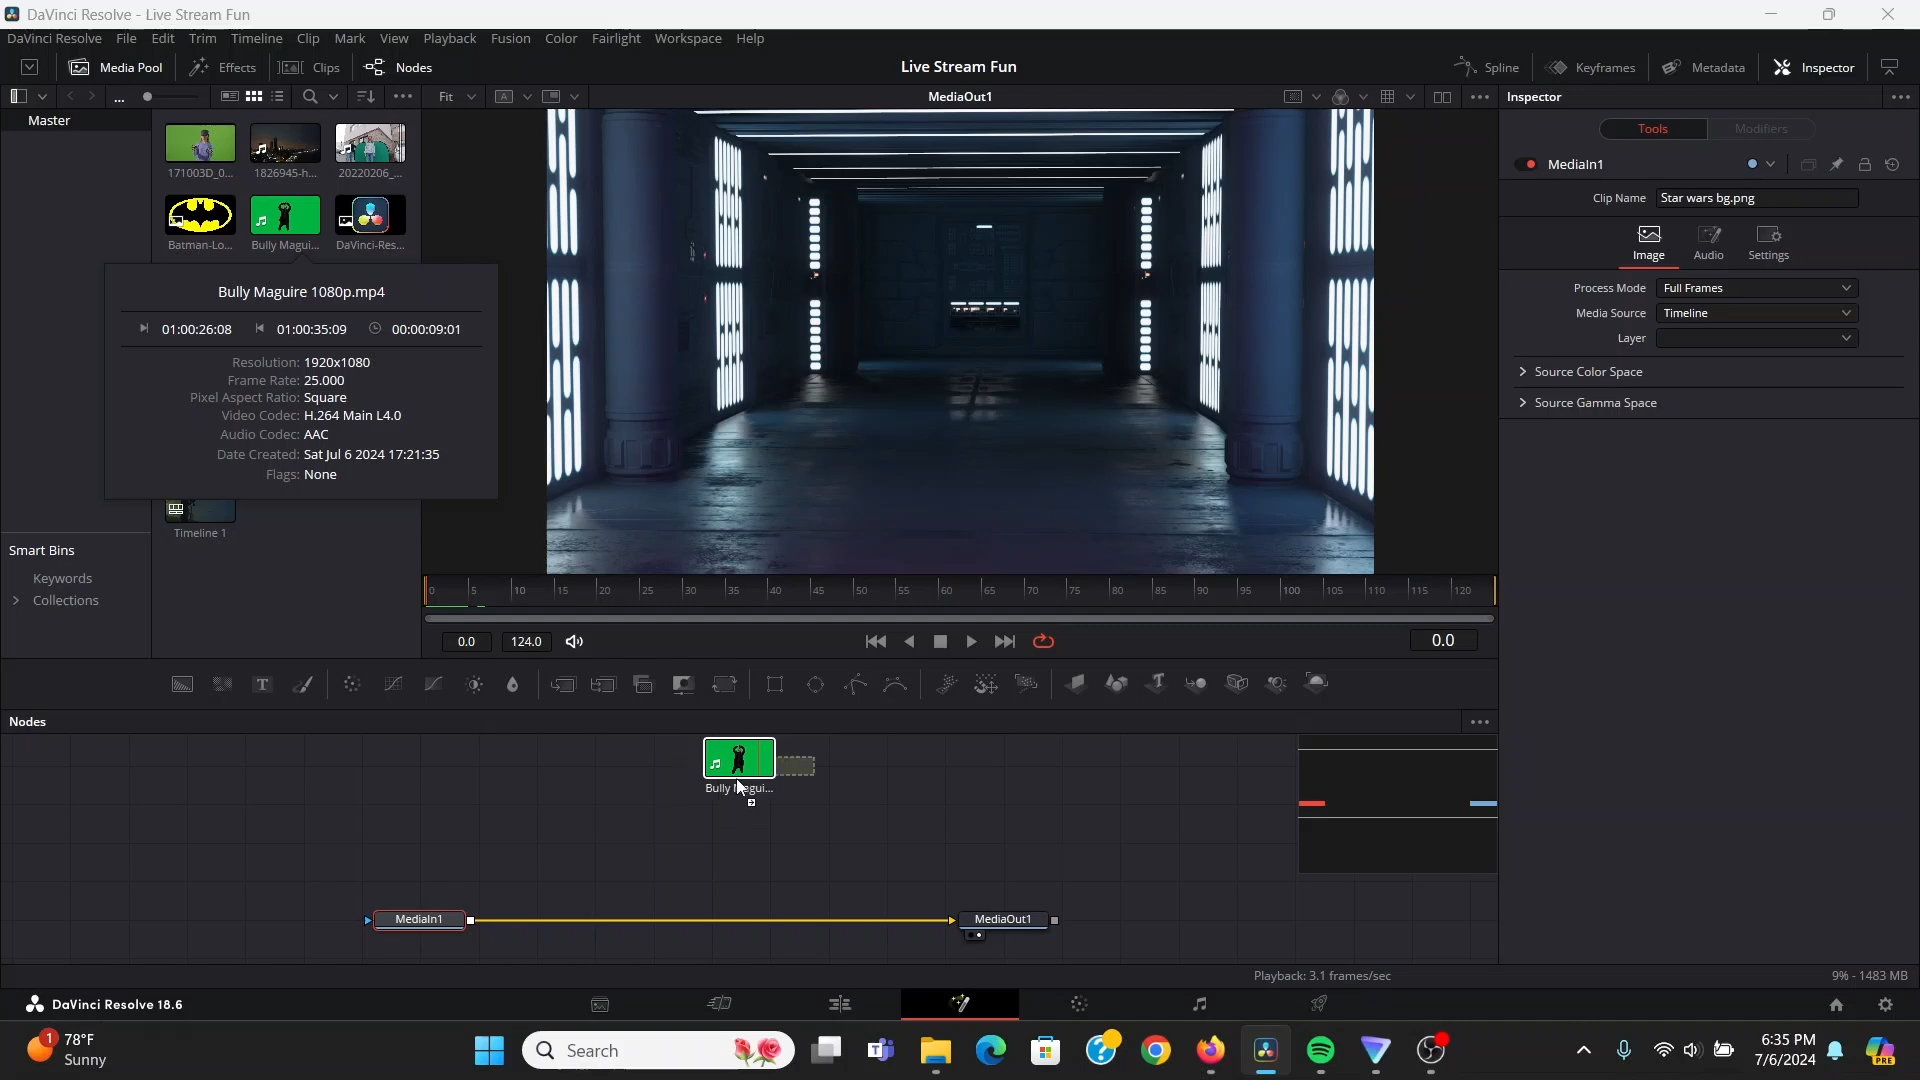 DaVinci Resolve - Live Stream Fun
DaVinci Resolve File Edit Trim Timeline Clip Mark View Playback Fusion Color Fairlight Workspace Help
Media Pool Effects Clips Nodes Live Stream Fun Spline Keyframes Metadata Inspector
... Fit A MediaOut1 Inspector
Master
171003D_0... 1826945-h... 20220206_...
Batman-Lo... Bully Magui... DaVinci-Res...
Bully Maguire 1080p.mp4
01:00:26:08 01:00:35:09 00:00:09:01
Resolution: 1920x1080
Frame Rate: 25.000
Pixel Aspect Ratio: Square
Video Codec: H.264 Main L4.0
Audio Codec: AAC
Date Created: Sat Jul 6 2024 17:21:35
Flags: None
Timeline 1
Smart Bins
Keywords
Collections
Tools Modifiers
MediaIn1
Clip Name Star wars bg.png
Image Audio Settings
Process Mode Full Frames
Media Source Timeline
Layer
Source Color Space
Source Gamma Space
0 5 10 15 20 25 30 35 40 45 50 55 60 65 70 75 80 85 90 95 100 105 110 115 120
0.0 124.0 0.0
T
Nodes
Bully Magui...
MediaIn1 MediaOut1
Playback: 3.1 frames/sec 9% - 1483 MB
DaVinci Resolve 18.6
1 78°F
Sunny
Search
6:35 PM
7/6/2024
PRE